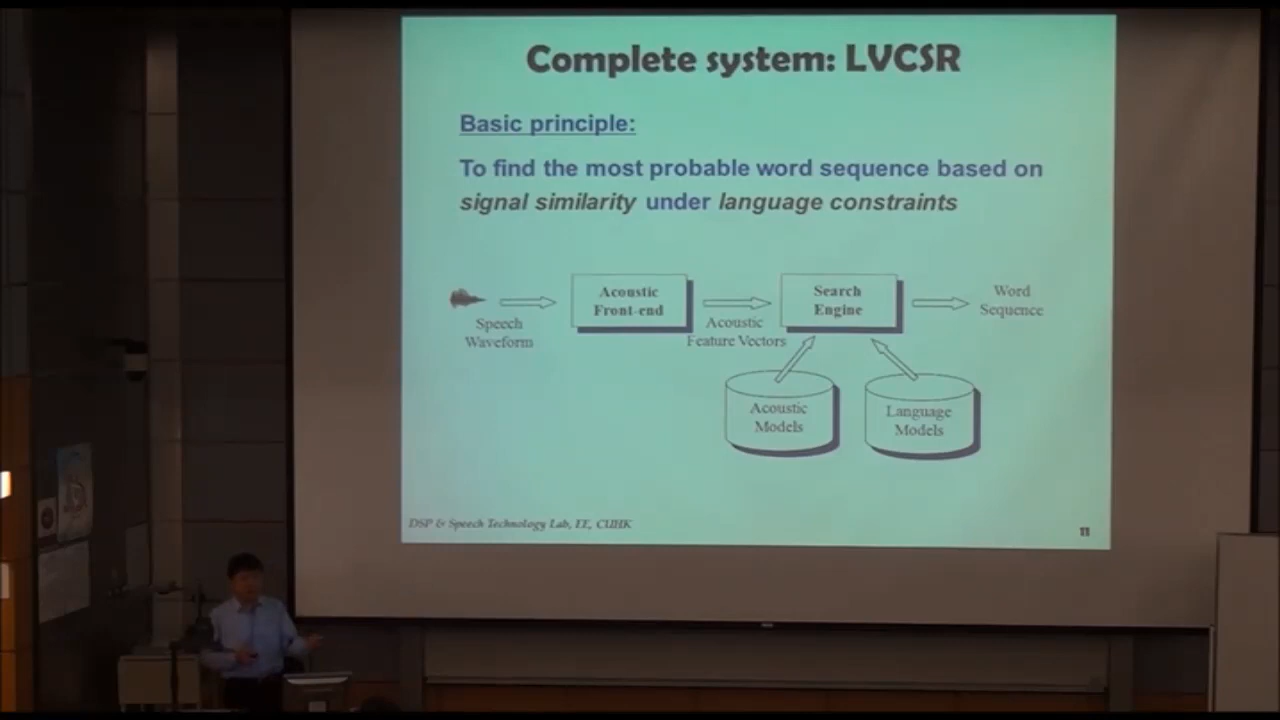 Complete system: LVCSR
Basic principle:
To find the most probable word sequence based on
signal similarity under language constraints
Speech
Waveform
Acoustic
Front-end
Acoustic
Feature Vectors
Search
Engine
Word
Sequence
Acoustic
Models
Language
Models
DSP & Speech Technology Lab, EE, CUHK
11